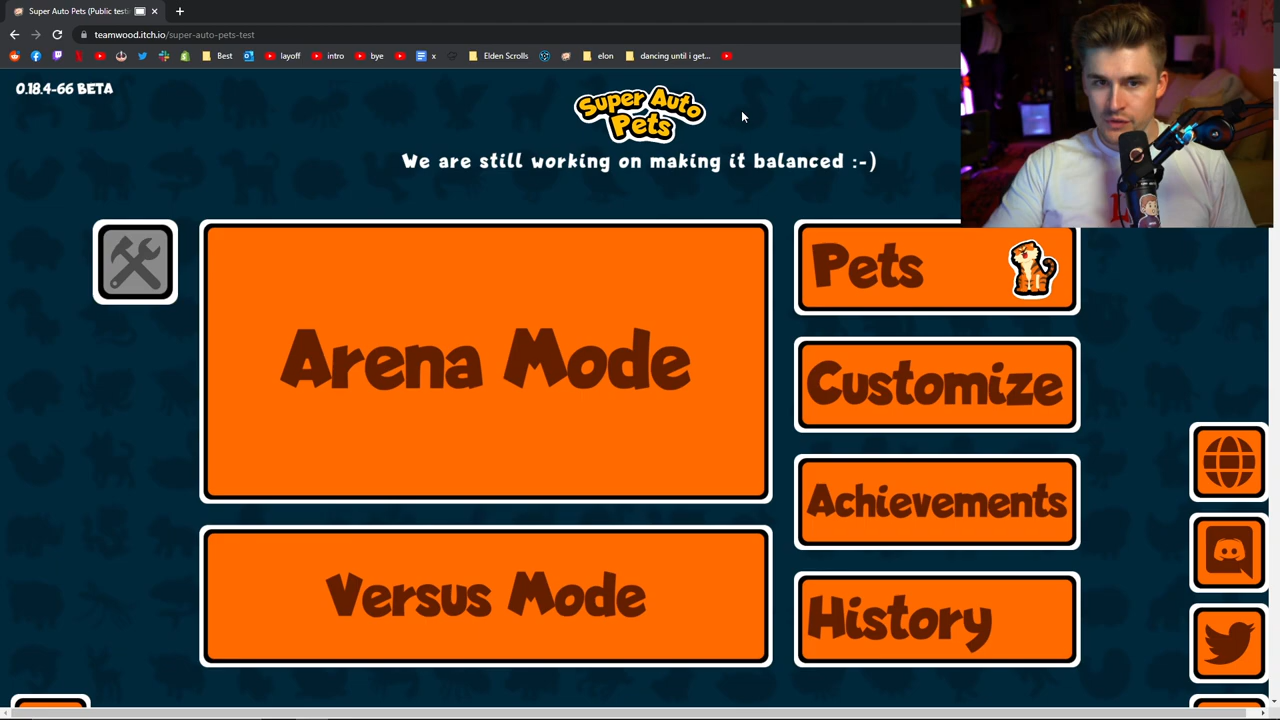 Super Auto Pets (Public testi
teamwood.itch.io/super-auto-pets-test
Best
layoff
intro
bye
x
Elden Scrolls
elon
dancing until i get...
0.18.4-66 BETA
Super Auto
Pets
We are still working on making it balanced :-)
Arena Mode
Versus Mode
Pets
Customize
Achievements
History